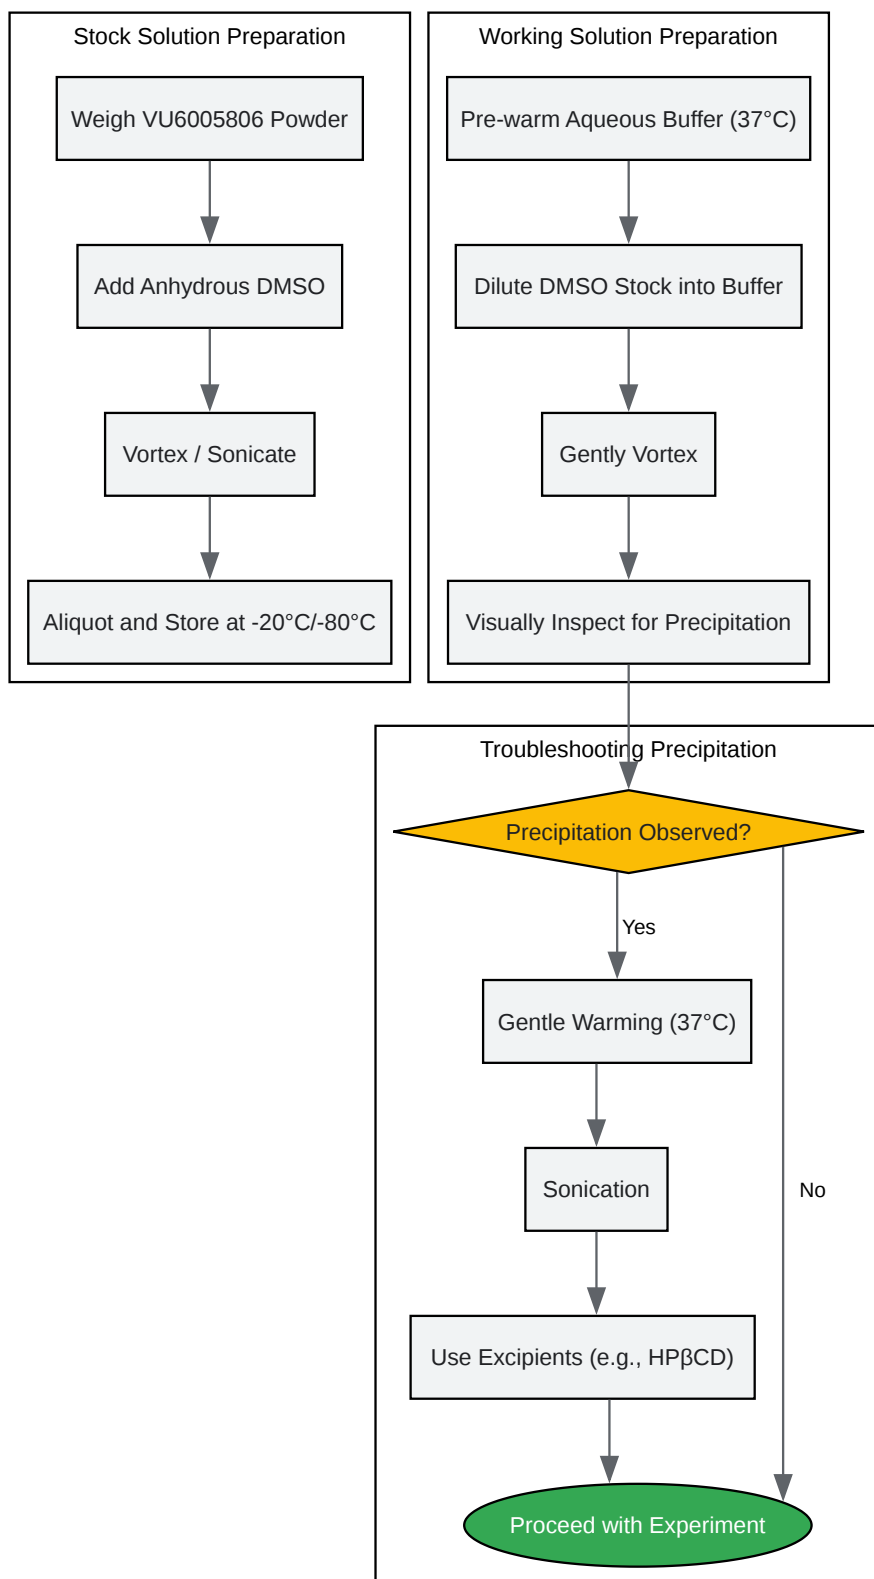 Stock Solution Preparation
Weigh VU6005806 Powder
Add Anhydrous DMSO
Vortex / Sonicate
Aliquot and Store at -20°C/-80°C
Working Solution Preparation
Pre-warm Aqueous Buffer (37°C)
Dilute DMSO Stock into Buffer
Gently Vortex
Visually Inspect for Precipitation
Troubleshooting Precipitation
Precipitation Observed?
Yes
Gentle Warming (37°C)
Sonication
No
Use Excipients (e.g., HPβCD)
Proceed with Experiment